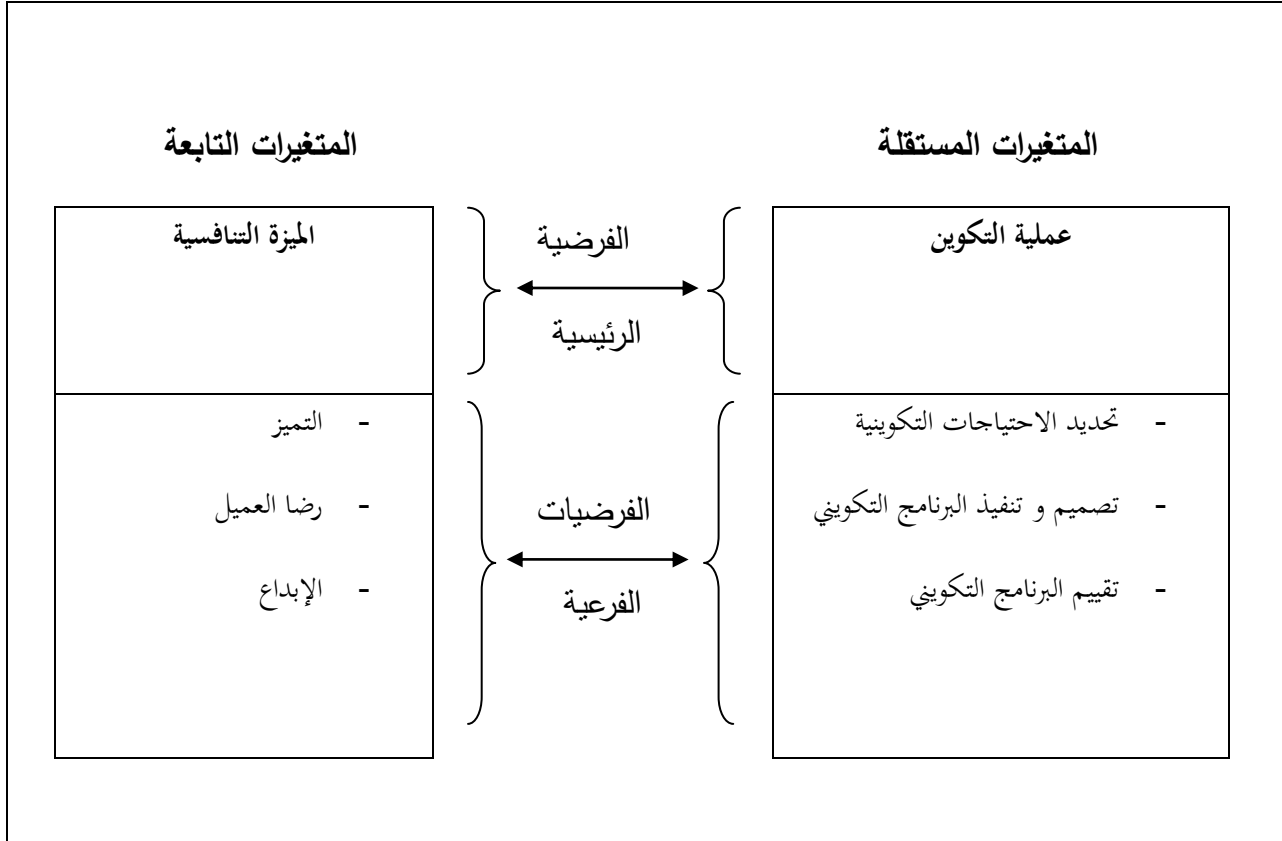 المتغيرات المستقلة
المتغيرات التابعة
عملية التكوين
الفرضية
الرئيسية
الميزة التنافسية
- تحديد الاحتياجات التكوينية
- تصميم و تنفيذ البرنامج التكويني
- تقييم البرنامج التكويني
الفرضيات
الفرعية
- التميز
- رضا العميل
- الإبداع